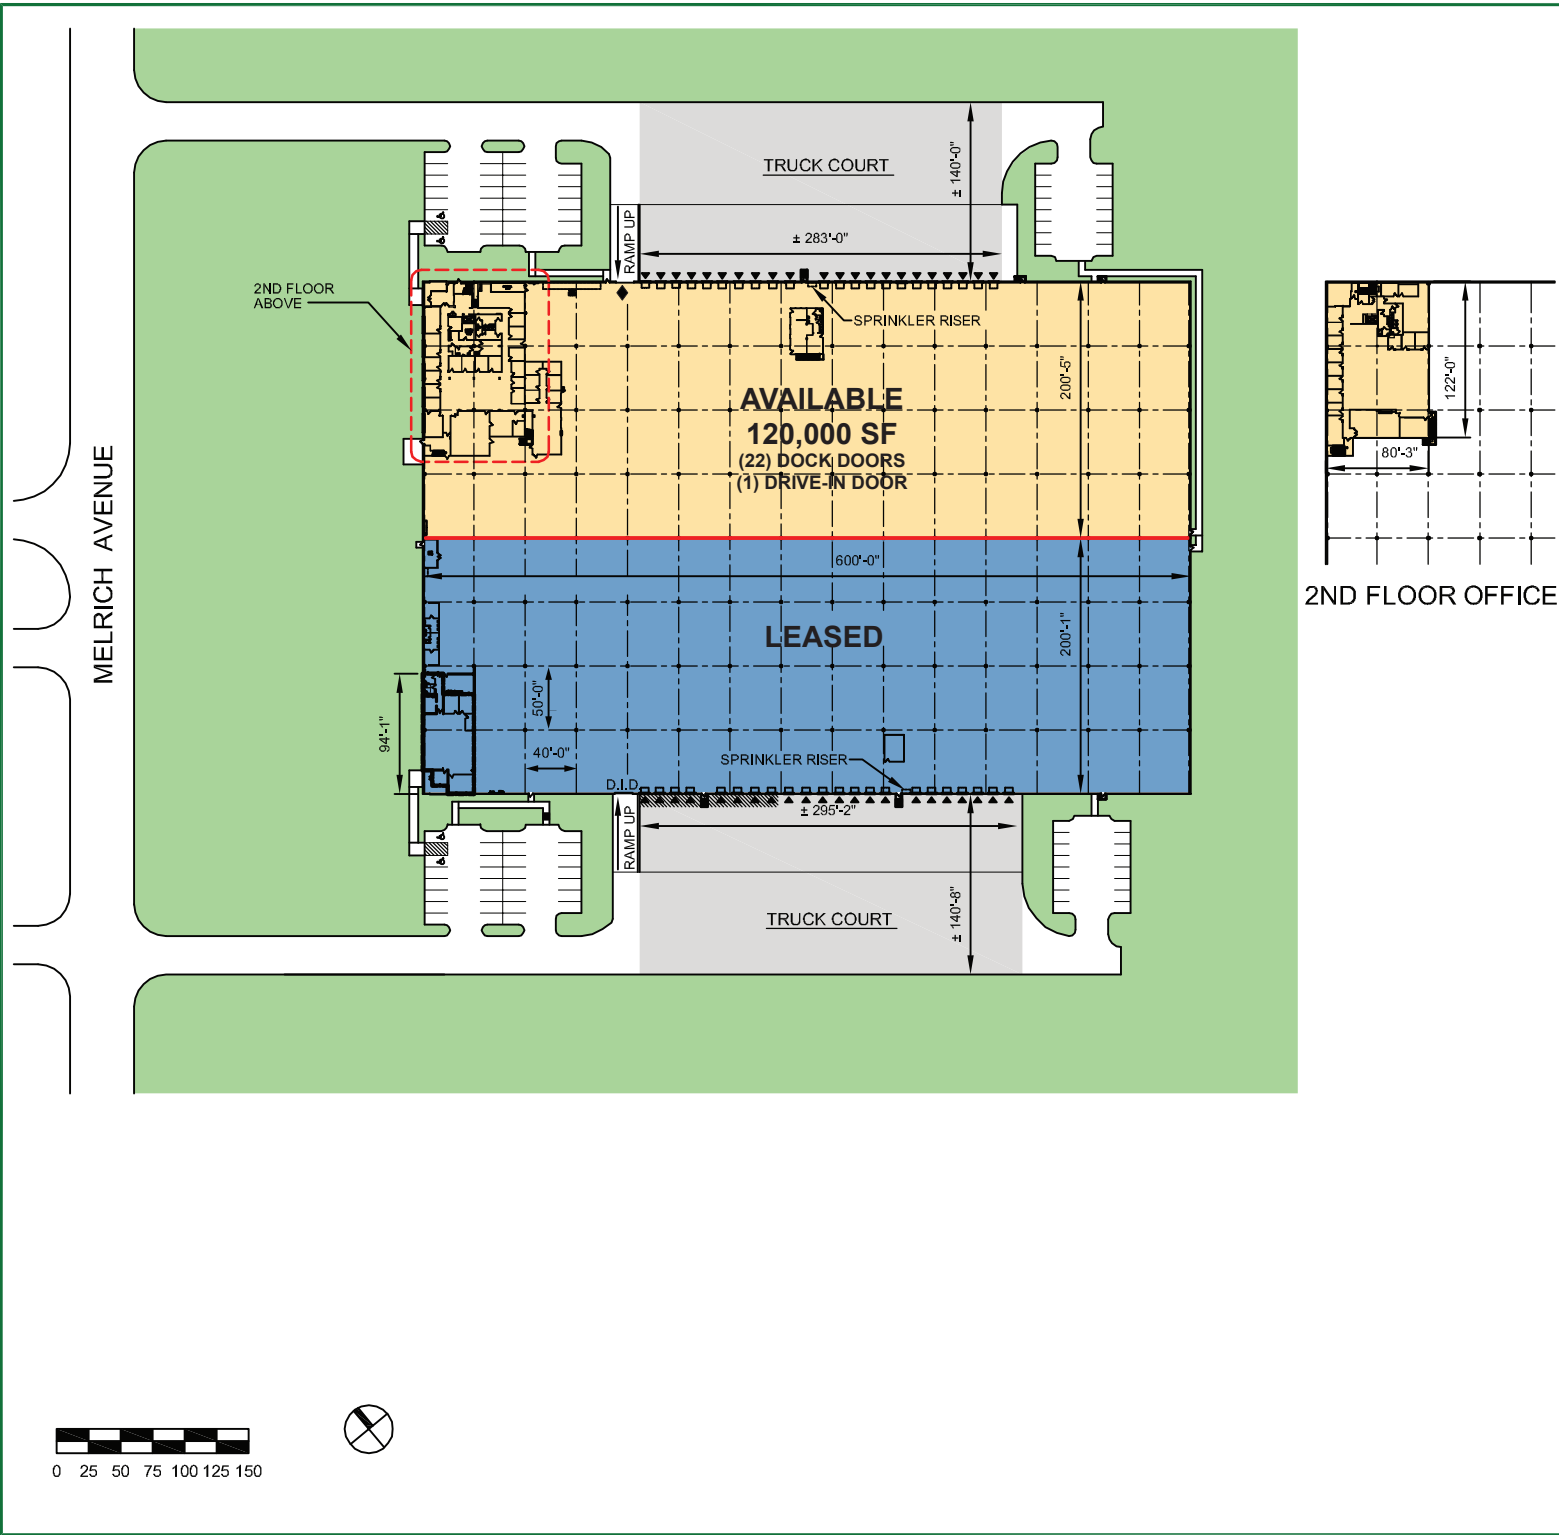 TRUCK COURT
± 140'-0"
RAMP UP
± 283'-0"
2ND FLOOR
ABOVE
SPRINKLER RISER
AVAILABLE
120,000 SF
(22) DOCK DOORS
(1) DRIVE-IN DOOR
200'-5"
122'-0"
80'-3"
2ND FLOOR OFFICE
MELRICH AVENUE
600'-0"
LEASED
200'-1"
94'-1"
50'-0"
40'-0"
SPRINKLER RISER
D.I.D
RAMP UP
± 295'-2"
TRUCK COURT
± 140'-8"
0 25 50 75 100 125 150